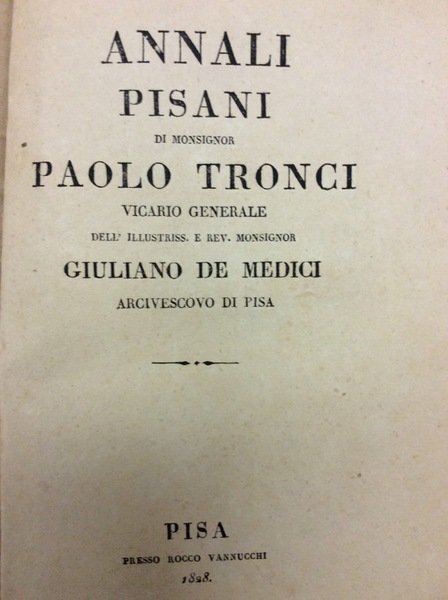 ANNALI
PISANI
DI MONSIGNOR
PAOLO TRONCI
VICARIO GENERALE
DELL' ILLUSTRISS. E REV. MONSIGNOR
GIULIANO DE MEDICI
ARCIVESCOVO DI PISA
PISA
PRESSO ROCCO VANNUCCHI
1828.